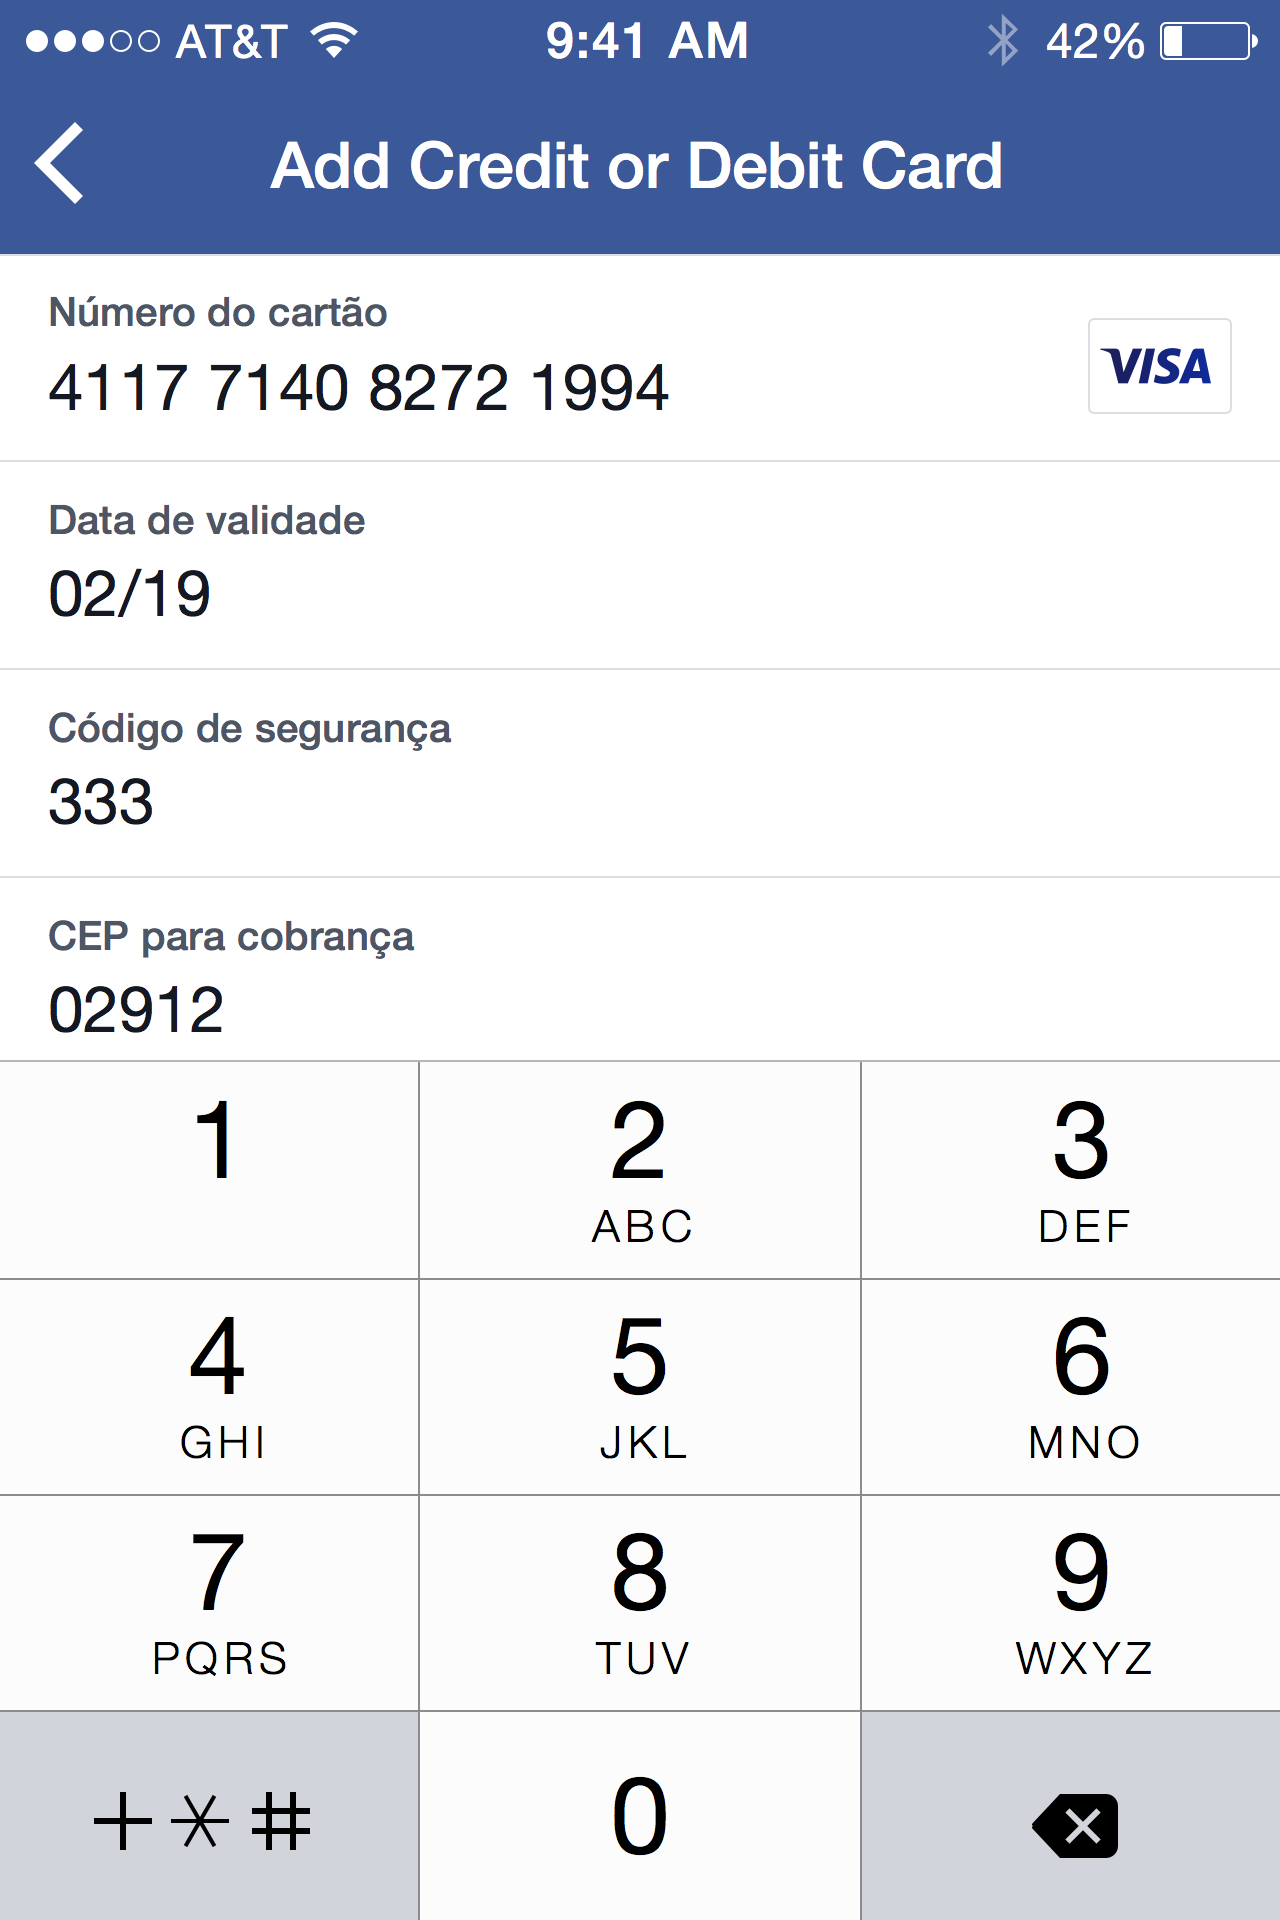 AT&T 9:41 AM 42%
Add Credit or Debit Card
Número do cartão
4117 7140 8272 1994
VISA
Data de validade
02/19
Código de segurança
333
CEP para cobrança
02912
1 2 3
ABC DEF
4 5 6
GHI JKL MNO
7 8 9
PQRS TUV WXYZ
+ * # 0